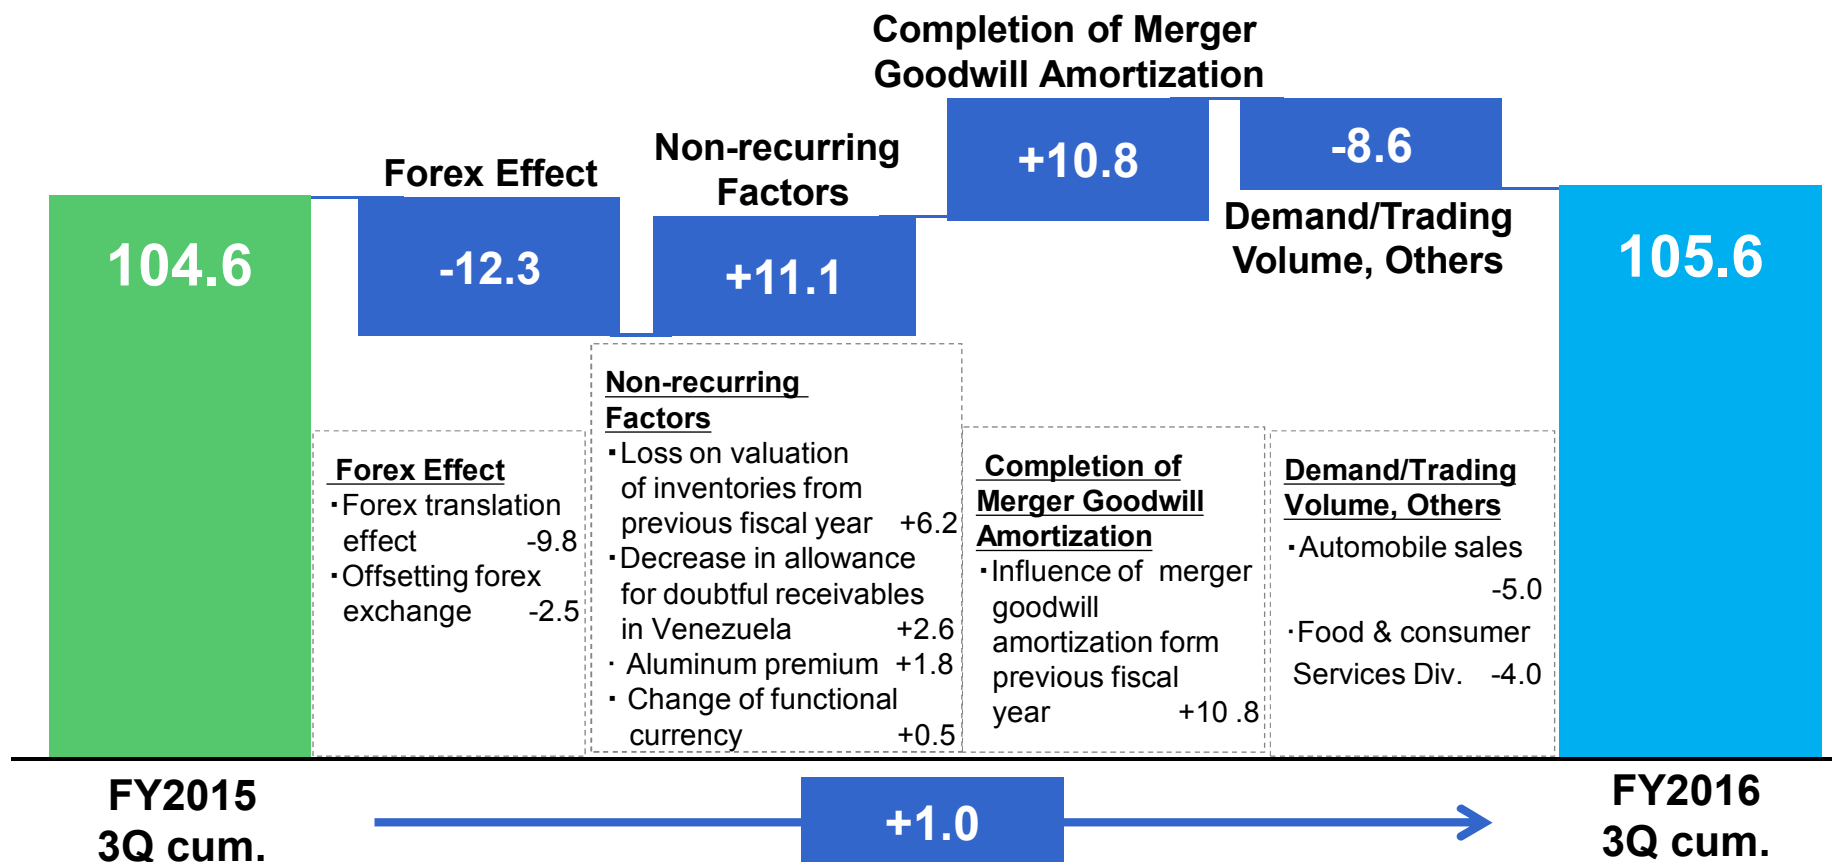 Completion of Merger
Goodwill Amortization
Non-recurring
Factors
Forex Effect
+10.8
-8.6
Demand/Trading
Volume, Others
104.6
-12.3
+11.1
105.6
Forex Effect
・Forex translation
effect -9.8
・Offsetting forex
exchange -2.5
Non-recurring
Factors
・Loss on valuation
of inventories from
previous fiscal year +6.2
・Decrease in allowance
for doubtful receivables
in Venezuela +2.6
・Aluminum premium +1.8
・Change of functional
currency +0.5
Completion of
Merger Goodwill
Amortization
・Influence of merger
goodwill
amortization form
previous fiscal
year +10 .8
Demand/Trading
Volume, Others
・Automobile sales
-5.0
・Food & consumer
Services Div. -4.0
FY2015
3Q cum.
+1.0
FY2016
3Q cum.